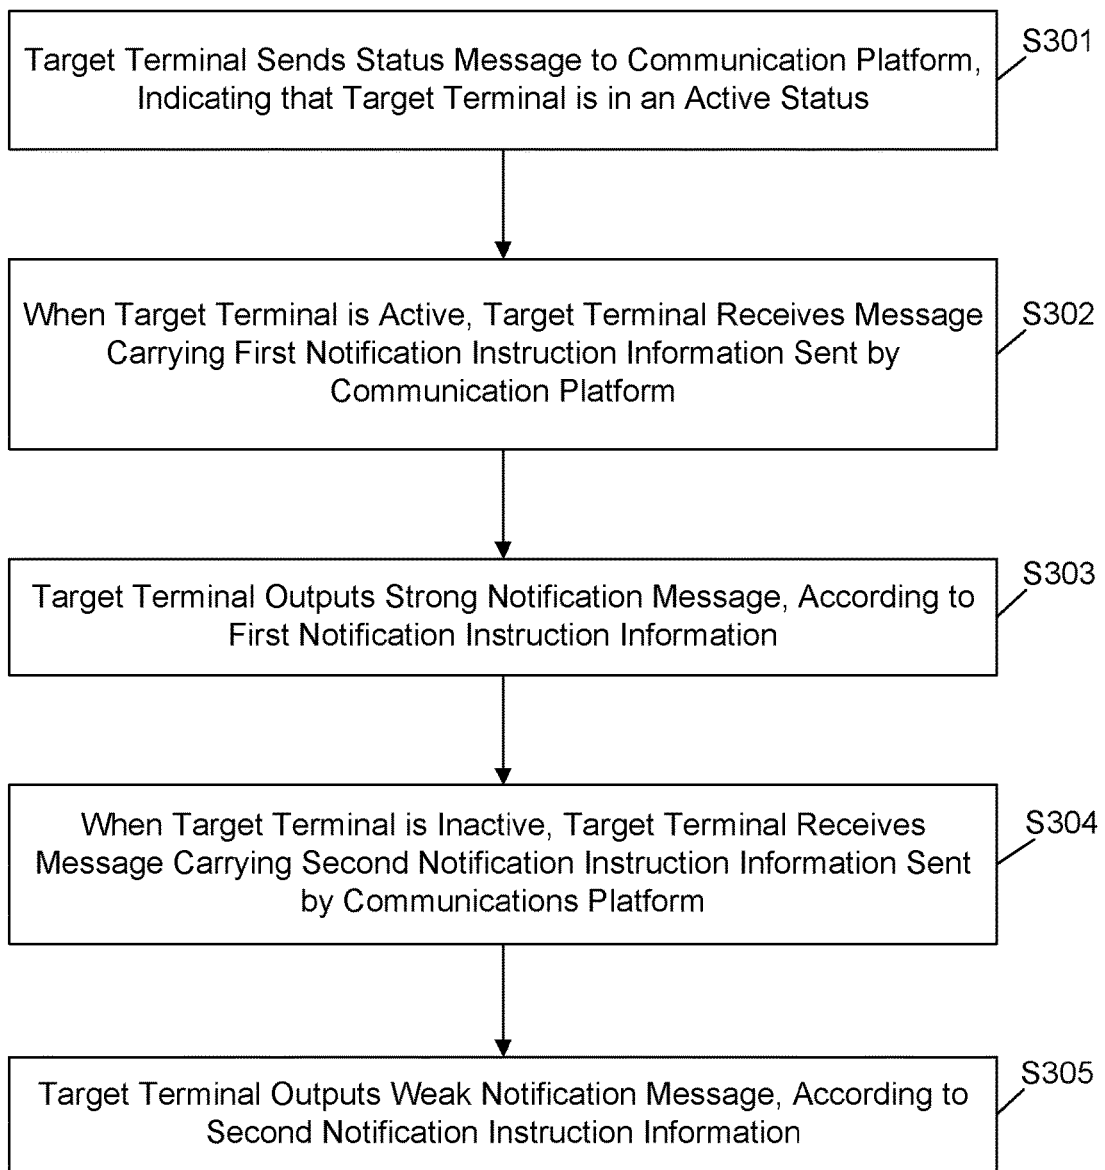 Target Terminal Sends Status Message to Communication Platform,
Indicating that Target Terminal is in an Active Status
S301
When Target Terminal is Active, Target Terminal Receives Message
Carrying First Notification Instruction Information Sent by
Communication Platform
S302
Target Terminal Outputs Strong Notification Message, According to
First Notification Instruction Information
S303
When Target Terminal is Inactive, Target Terminal Receives
Message Carrying Second Notification Instruction Information Sent
by Communications Platform
S304
Target Terminal Outputs Weak Notification Message, According to
Second Notification Instruction Information
S305